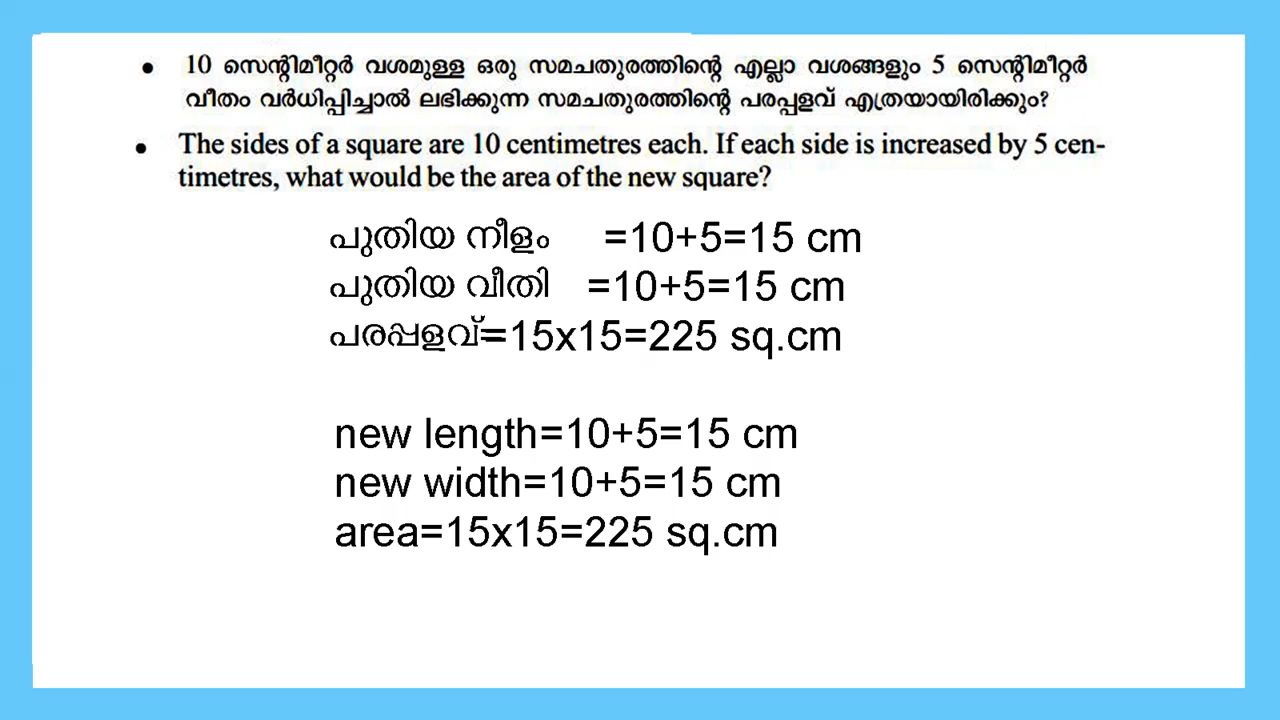 • 10 സെന്റിമീറ്റർ വശമുള്ള ഒരു സമചതുരത്തിന്റെ എല്ലാ വശങ്ങളും 5 സെന്റിമീറ്റർ
വീതം വർധിപ്പിച്ചാൽ ലഭിക്കുന്ന സമചതുരത്തിന്റെ പരപ്പളവ് എത്രയായിരിക്കും?
• The sides of a square are 10 centimetres each. If each side is increased by 5 cen-
timetres, what would be the area of the new square?
പുതിയ നീളം =10+5=15 cm
പുതിയ വീതി =10+5=15 cm
പരപ്പളവ്=15x15=225 sq.cm
new length=10+5=15 cm
new width=10+5=15 cm
area=15x15=225 sq.cm